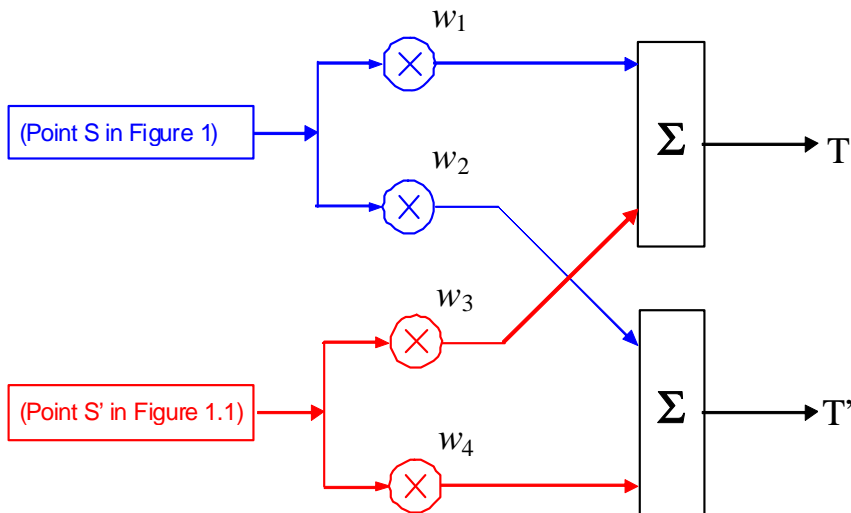 w1
(Point S in Figure 1)
Σ
T
w2
w3
(Point S' in Figure 1.1)
Σ
T'
w4